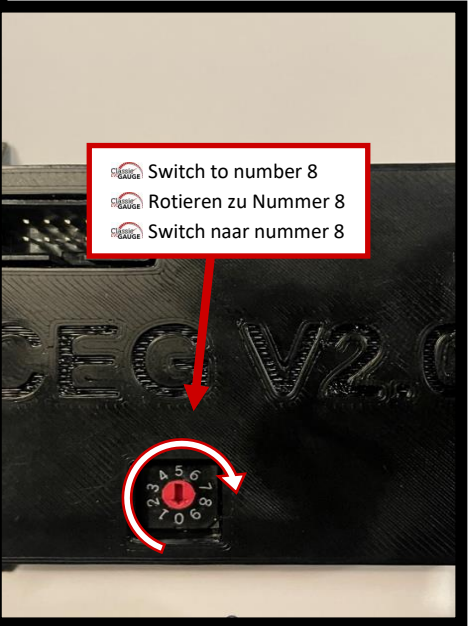 Classic
GAUGE
Switch to number 8
Classic
GAUGE
Rotieren zu Nummer 8
Classic
GAUGE
Switch naar nummer 8
CEG V2.0
0 1 2 3 4 5 6 7 8 9